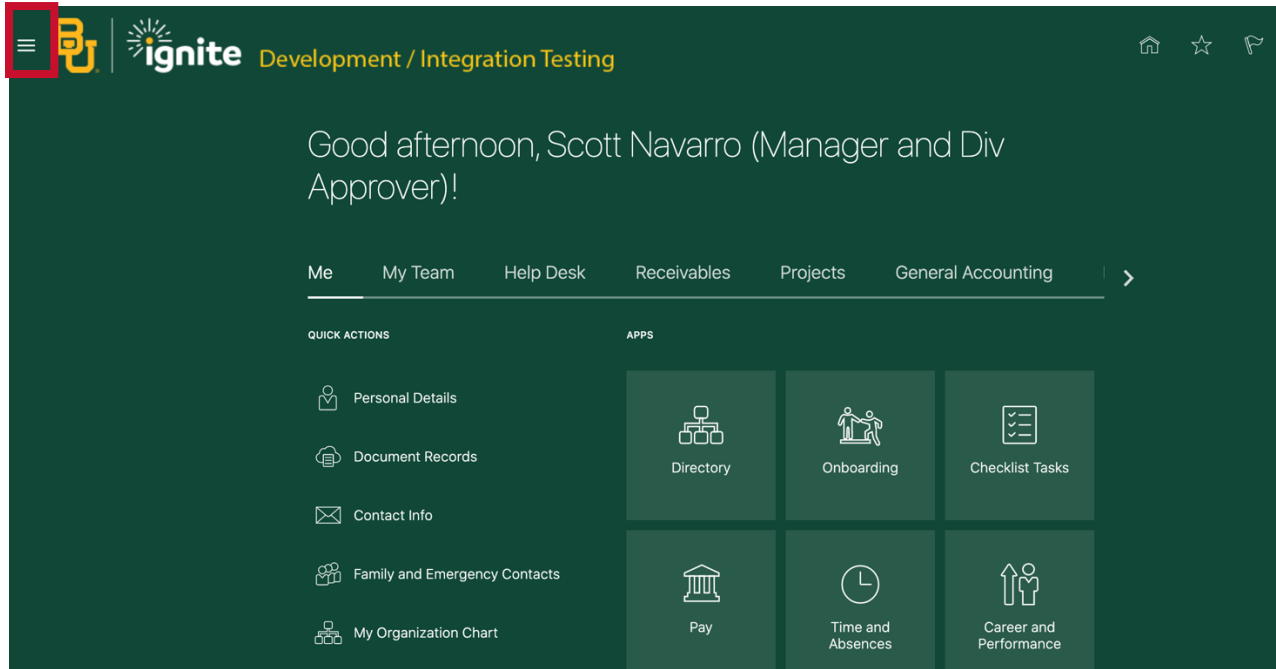 BU ignite Development / Integration Testing
Good afternoon, Scott Navarro (Manager and Div
Approver)!
Me My Team Help Desk Receivables Projects General Accounting
QUICK ACTIONS APPS
Personal Details
Document Records
Contact Info
Family and Emergency Contacts
My Organization Chart
Directory Onboarding Checklist Tasks
Pay Time and Career and
Absences Performance